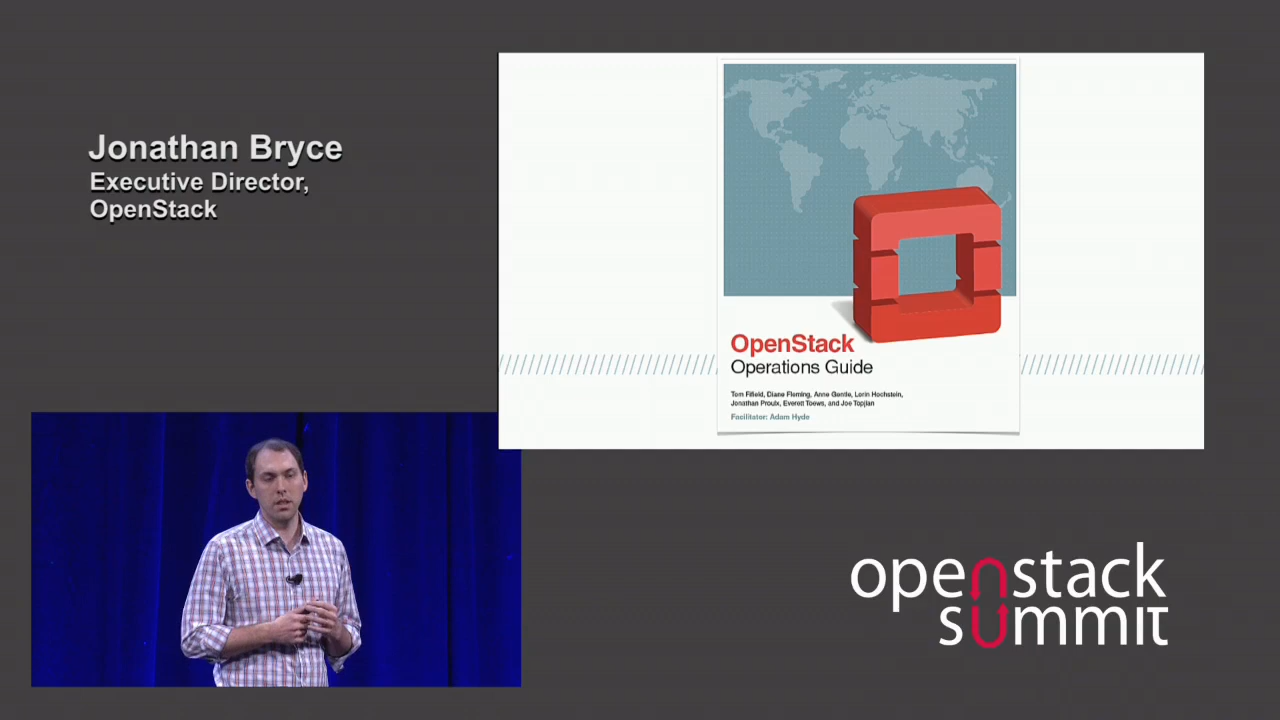 Jonathan Bryce
Executive Director,
OpenStack
OpenStack
Operations Guide
Tom Fifield, Diane Fleming, Anne Gentle, Lorin Hochstein,
Jonathan Proulx, Everett Toews, and Joe Topjian
Facilitator: Adam Hyde
openstack
summit